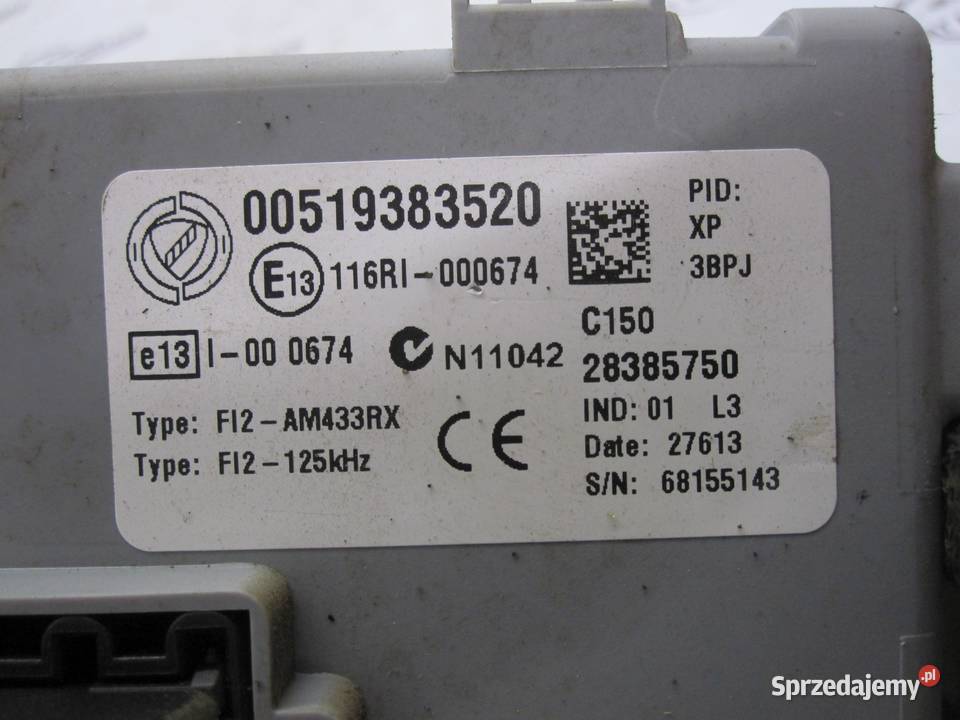 00519383520
E13 116RI-000674
e13 I-00 0674
N11042
Type: FI2-AM433RX
Type: FI2-125kHz
CE
PID:
XP
3BPJ
C150
28385750
IND: 01 L3
Date: 27613
S/N: 68155143
Sprzedajemy.pl